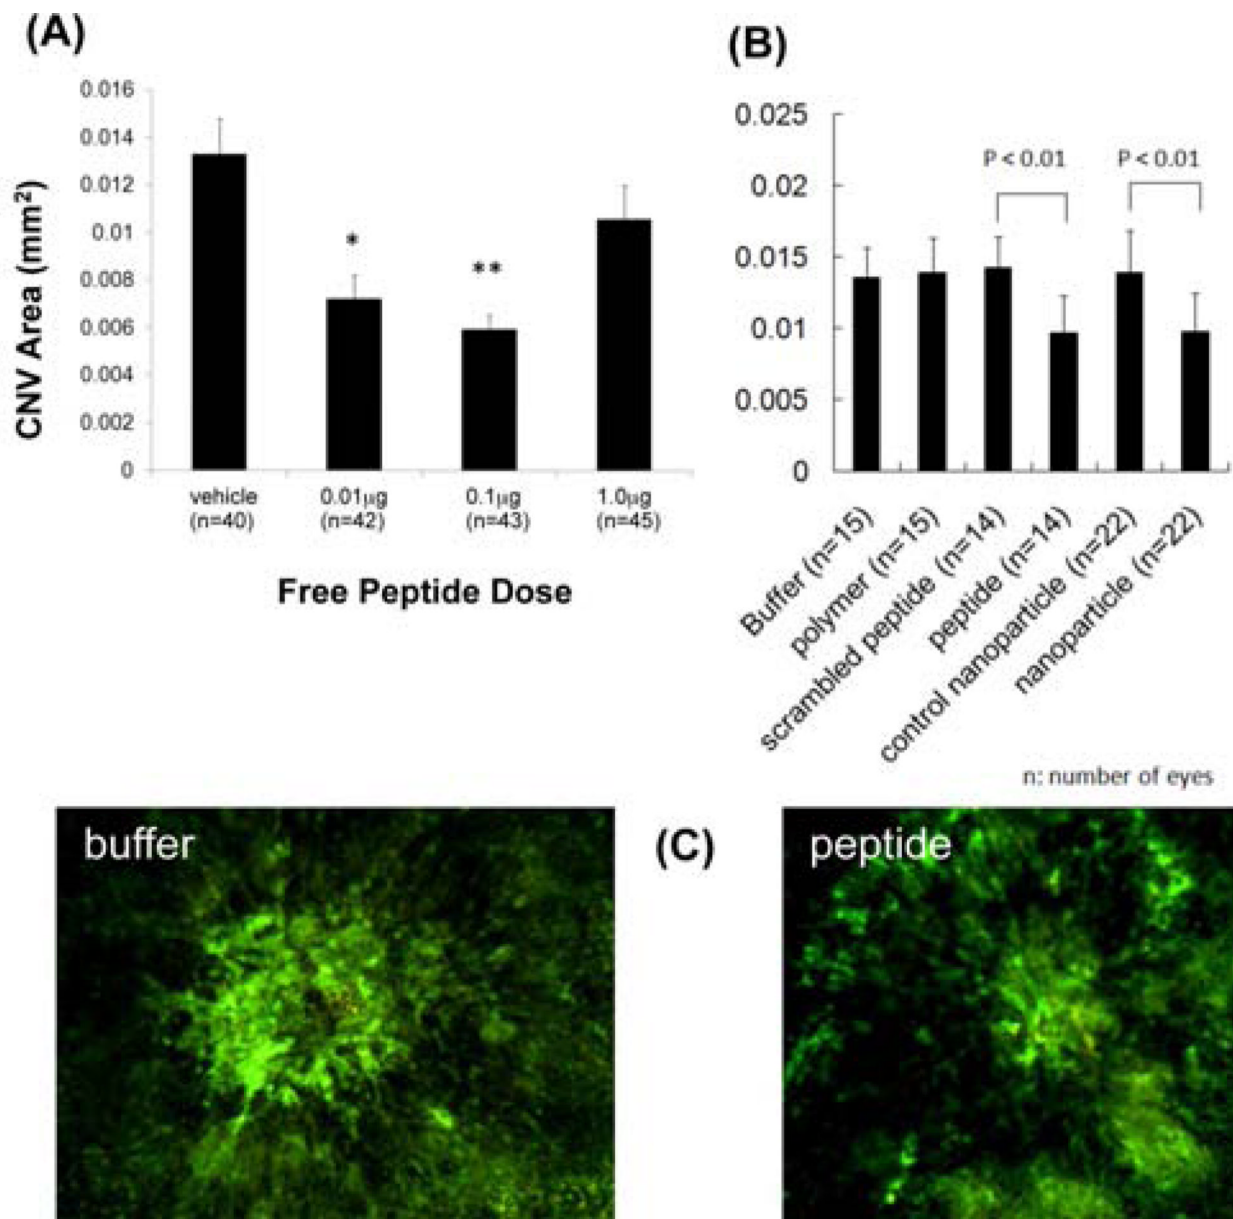 (A)
0.016
0.014
0.012
0.01
0.008
0.006
0.004
0.002
0
CNV Area (mm²)
*
**
vehicle
(n=40)
0.01µg
(n=42)
0.1µg
(n=43)
1.0µg
(n=45)
Free Peptide Dose
(B)
0.025
0.02
0.015
0.01
0.005
0
P < 0.01
P < 0.01
Buffer (n=15)
polymer (n=15)
scrambled peptide (n=14)
peptide (n=14)
control nanoparticle (n=22)
nanoparticle (n=22)
n: number of eyes
buffer
(C)
peptide